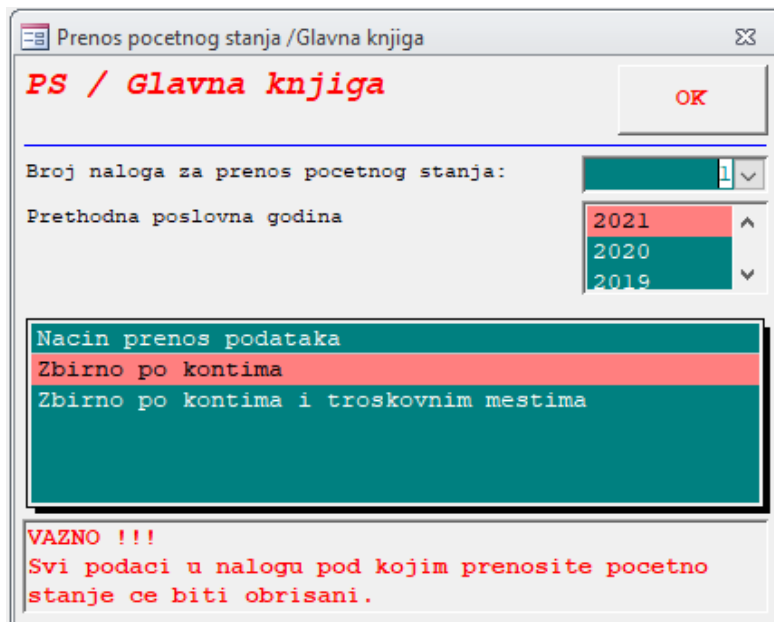 Prenos pocetnog stanja /Glavna knjiga
PS / Glavna knjiga
OK
Broj naloga za prenos pocetnog stanja:
1
Prethodna poslovna godina
2021
2020
2019
Nacin prenos podataka
Zbirno po kontima
Zbirno po kontima i troskovnim mestima
VAZNO !!!
Svi podaci u nalogu pod kojim prenosite pocetno
stanje ce biti obrisani.